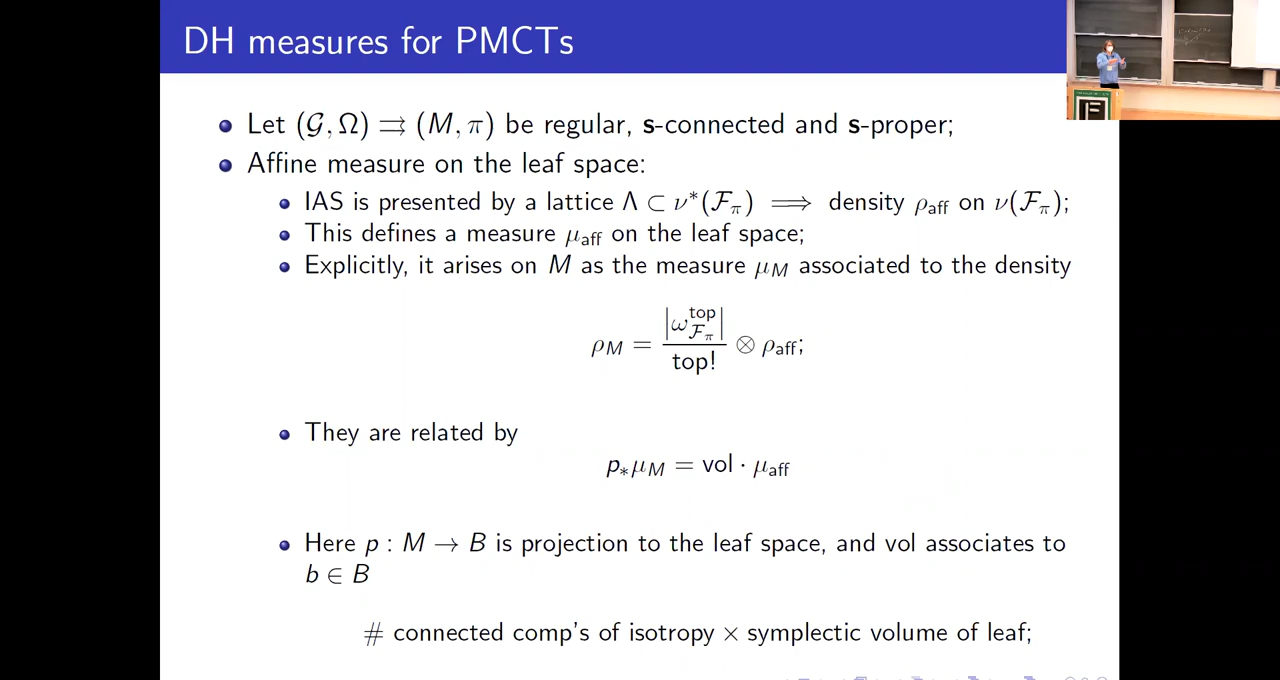 DH measures for PMCTs
Let (𝒢, Ω) ⇉ (M, π) be regular, s-connected and s-proper;
Affine measure on the leaf space:
IAS is presented by a lattice Λ ⊂ ν*(ℱ_π) ⟹ density ρ_aff on ν(ℱ_π);
This defines a measure μ_aff on the leaf space;
Explicitly, it arises on M as the measure μ_M associated to the density
ρ_M = |ω_{ℱ_π}^{top}| / top! ⊗ ρ_aff;
They are related by
p_*μ_M = vol · μ_aff
Here p : M → B is projection to the leaf space, and vol associates to
b ∈ B
# connected comp's of isotropy × symplectic volume of leaf;